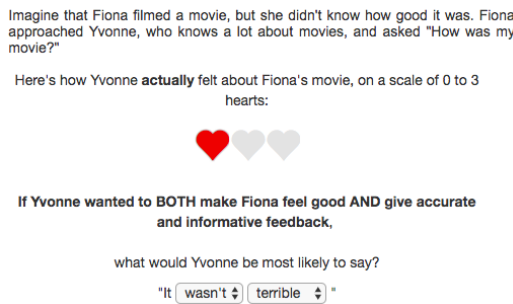 Imagine that Fiona filmed a movie, but she didn't know how good it was. Fiona
approached Yvonne, who knows a lot about movies, and asked "How was my
movie?"
Here's how Yvonne actually felt about Fiona's movie, on a scale of 0 to 3
hearts:
If Yvonne wanted to BOTH make Fiona feel good AND give accurate
and informative feedback,
what would Yvonne be most likely to say?
"It wasn't terrible "